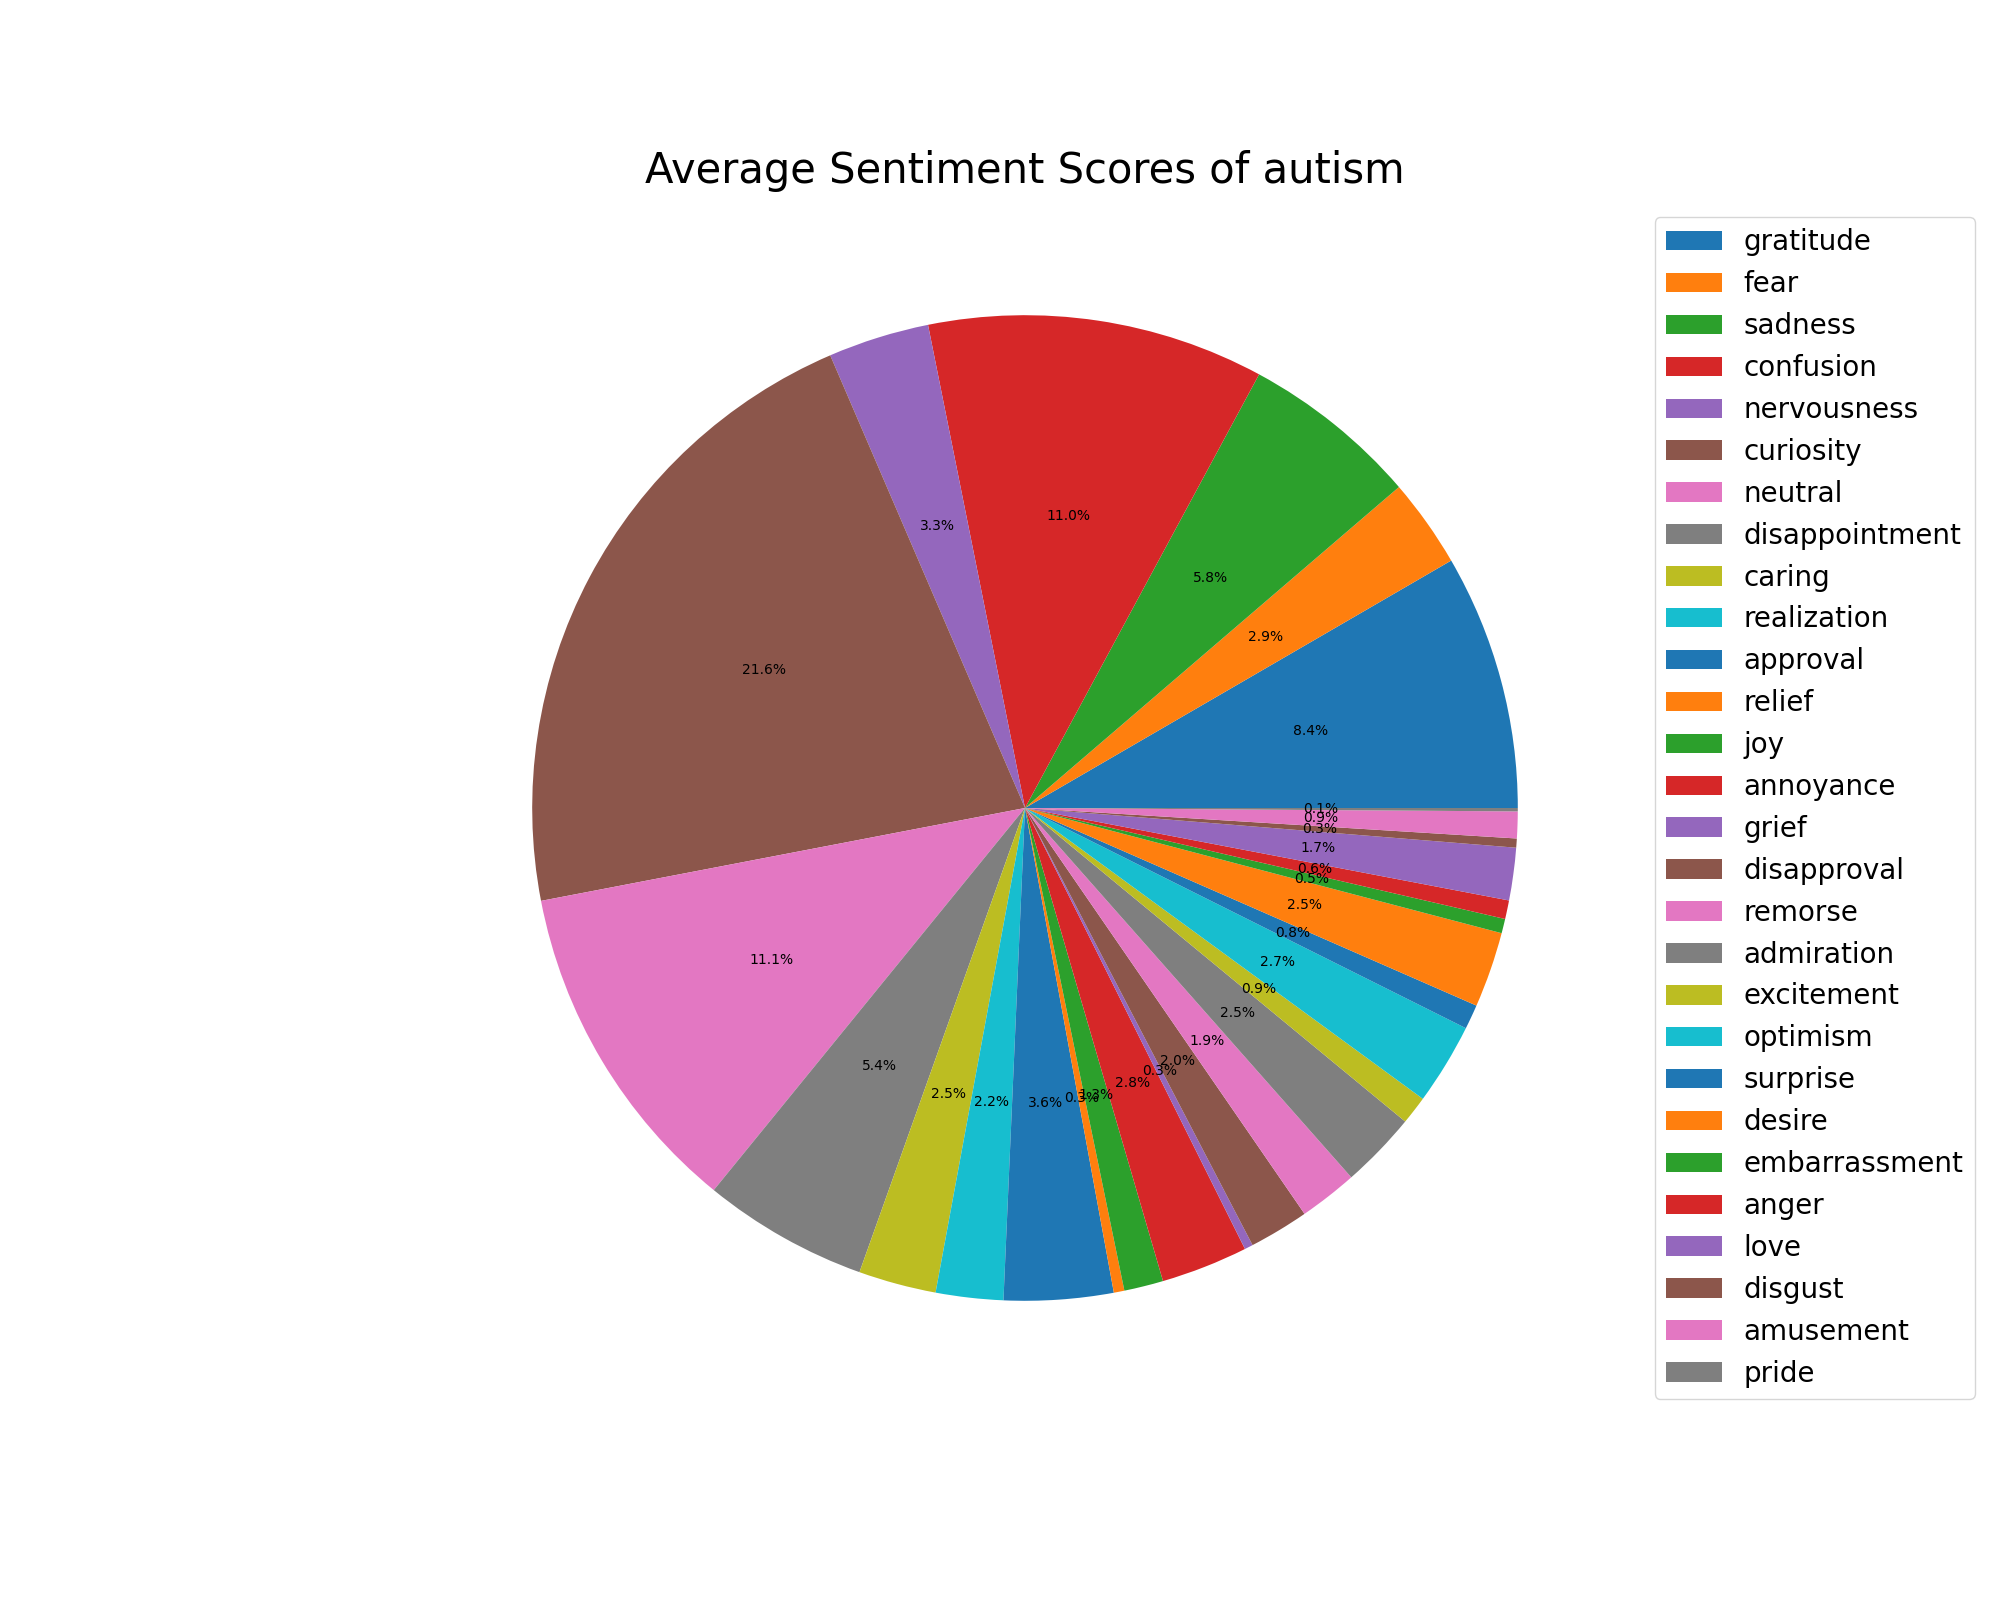 Average Sentiment Scores of autism
gratitude
fear
sadness
confusion
nervousness
curiosity
neutral
disappointment
caring
realization
approval
relief
joy
annoyance
grief
disapproval
remorse
admiration
excitement
optimism
surprise
desire
embarrassment
anger
love
disgust
amusement
pride
8.4%
2.9%
5.8%
11.0%
3.3%
21.6%
11.1%
5.4%
2.5%
2.2%
3.6%
0.3%
1.3%
2.8%
0.3%
2.0%
1.9%
2.5%
0.9%
2.7%
0.8%
2.5%
0.5%
0.6%
1.7%
0.3%
0.9%
0.1%